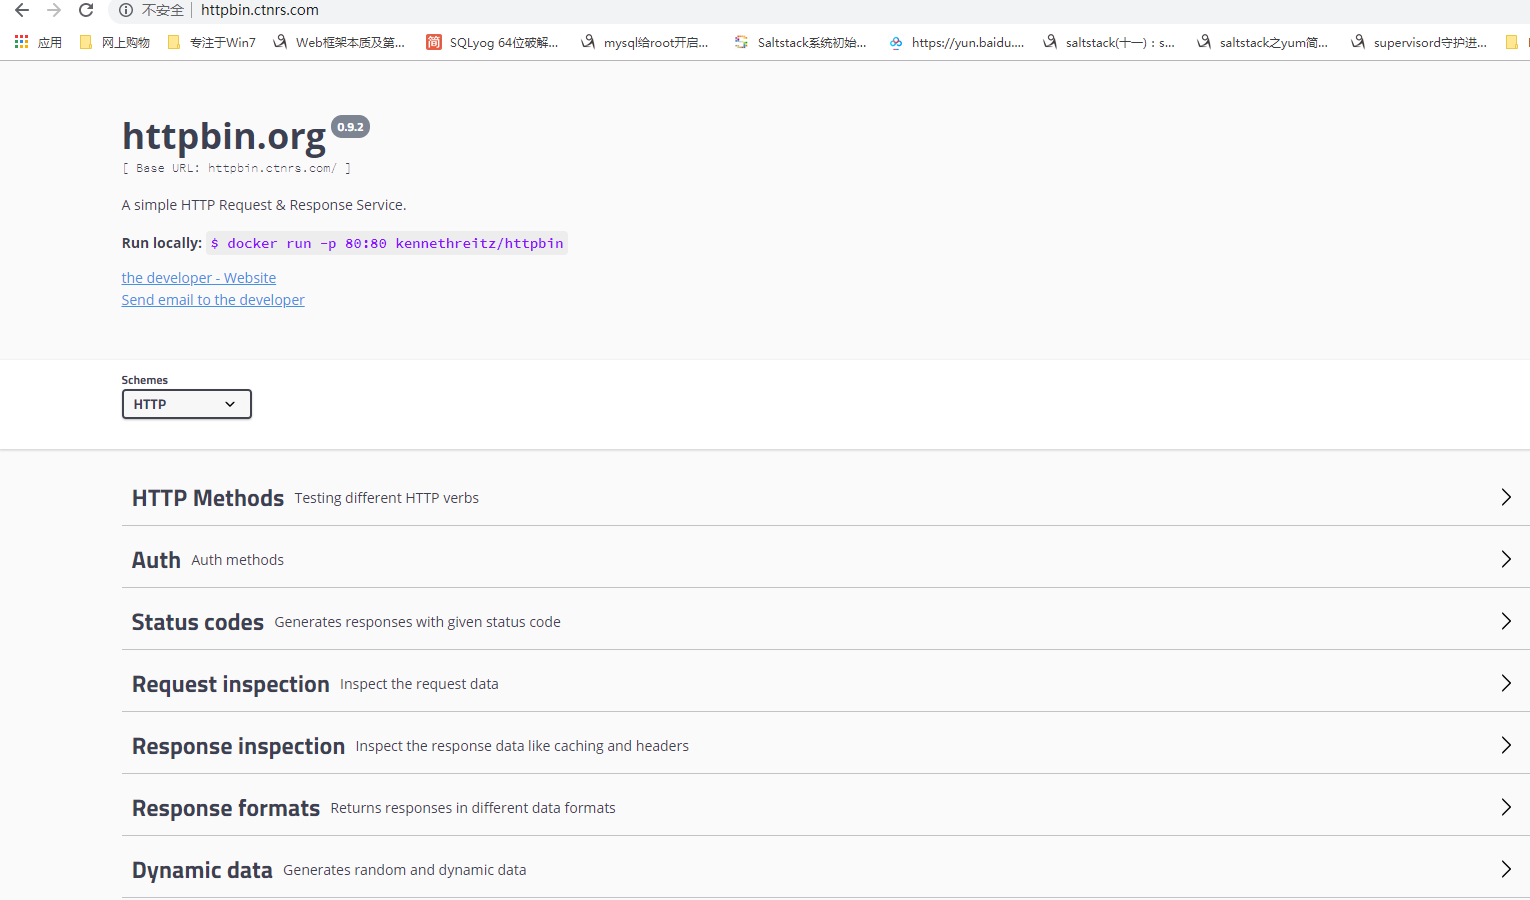 不安全 httpbin.ctnrs.com
应用 网上购物 专注于Win7 Web框架本质及第... 简 SQLyog 64位破解... mysql给root开启... Saltstack系统初始... https://yun.baidu.... saltstack(十一)：s... saltstack之yum简... supervisord守护进...
httpbin.org 0.9.2
[ Base URL: httpbin.ctnrs.com/ ]
A simple HTTP Request & Response Service.
Run locally: $ docker run -p 80:80 kennethreitz/httpbin
the developer - Website
Send email to the developer
Schemes
HTTP
HTTP Methods Testing different HTTP verbs
Auth Auth methods
Status codes Generates responses with given status code
Request inspection Inspect the request data
Response inspection Inspect the response data like caching and headers
Response formats Returns responses in different data formats
Dynamic data Generates random and dynamic data